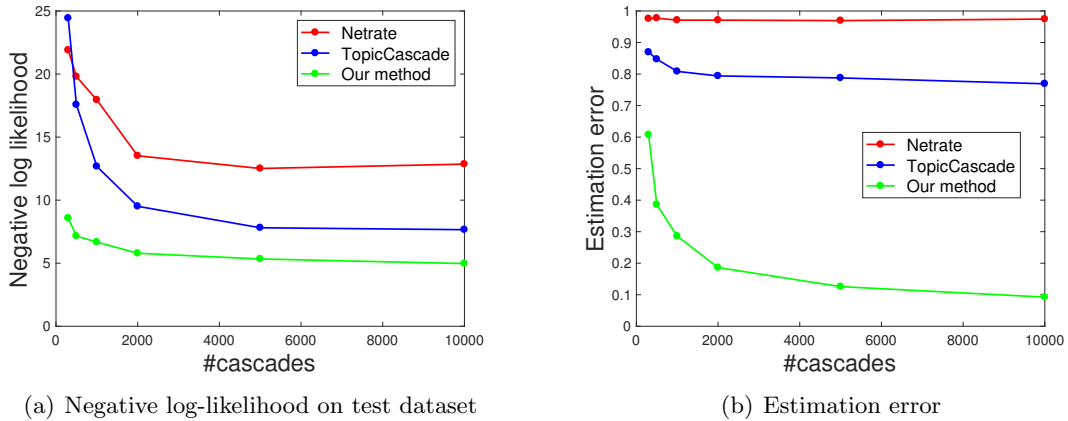 25
20
15
10
5
0
Negative log likelihood
Netrate
TopicCascade
Our method
0 2000 4000 6000 8000 10000
#cascades
(a) Negative log-likelihood on test dataset
1
0.9
0.8
0.7
0.6
0.5
0.4
0.3
0.2
0.1
0
Estimation error
Netrate
TopicCascade
Our method
0 2000 4000 6000 8000 10000
#cascades
(b) Estimation error